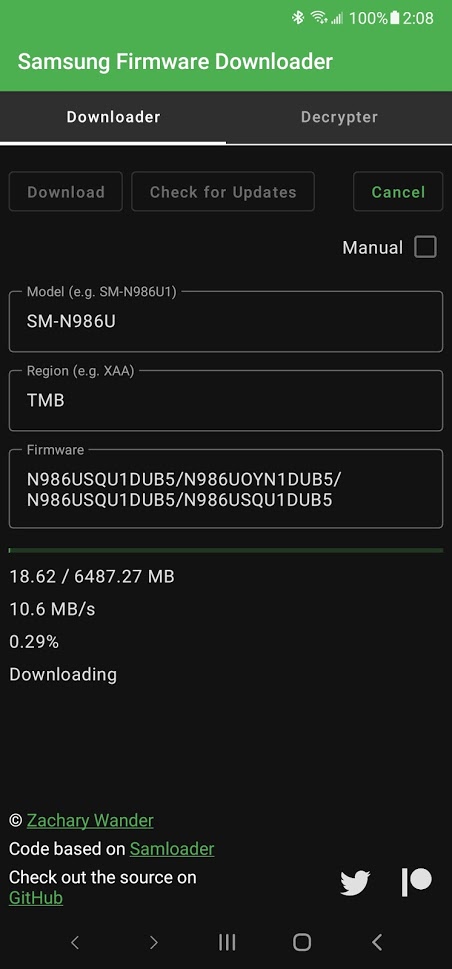 100% 2:08
Samsung Firmware Downloader
Downloader Decrypter
Download Check for Updates Cancel
Manual
Model (e.g. SM-N986U1)
SM-N986U
Region (e.g. XAA)
TMB
Firmware
N986USQU1DUB5/N986UOYN1DUB5/
N986USQU1DUB5/N986USQU1DUB5
18.62 / 6487.27 MB
10.6 MB/s
0.29%
Downloading
© Zachary Wander
Code based on Samloader
Check out the source on
GitHub